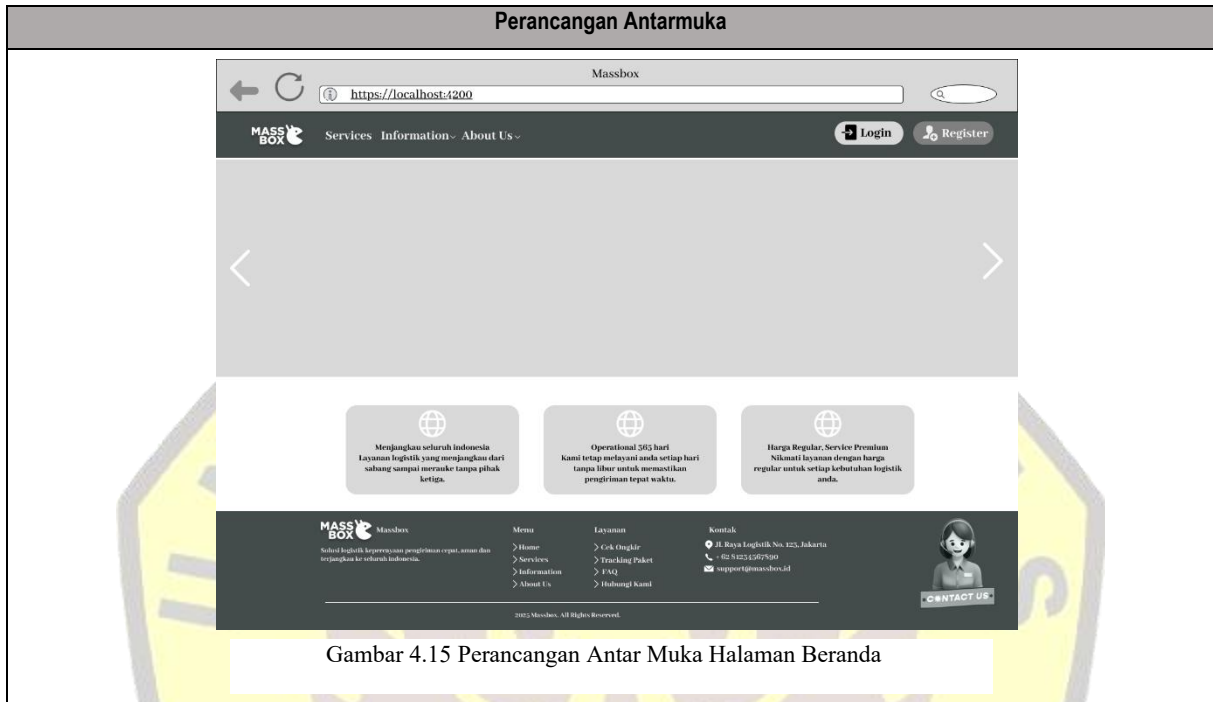 Perancangan Antarmuka
Massbox
https://localhost:4200
MASS
BOX
Services Information About Us
Login
Register
Menjangkau seluruh indonesia
Layanan logistik yang menjangkau dari
sabang sampai merauke tanpa pihak
ketiga.
Operational 365 hari
Kami tetap melayani anda setiap hari
tanpa libur untuk memastikan
pengiriman tepat waktu.
Harga Regular, Service Premium
Nikmati layanan dengan harga
regular untuk setiap kebutuhan logistik
anda.
MASS
BOX
Massbox
Solusi logistik kepercayaan pengiriman cepat, aman dan
terjangkau ke seluruh indonesia.
Menu
Home
Services
Information
About Us
Layanan
Cek Ongkir
Tracking Paket
FAQ
Hubungi Kami
Kontak
Jl. Raya Logistik No. 123, Jakarta
+ 62 81234567890
support@massbox.id
CONTACT US
2025 Massbox. All Rights Reserved.
Gambar 4.15 Perancangan Antar Muka Halaman Beranda